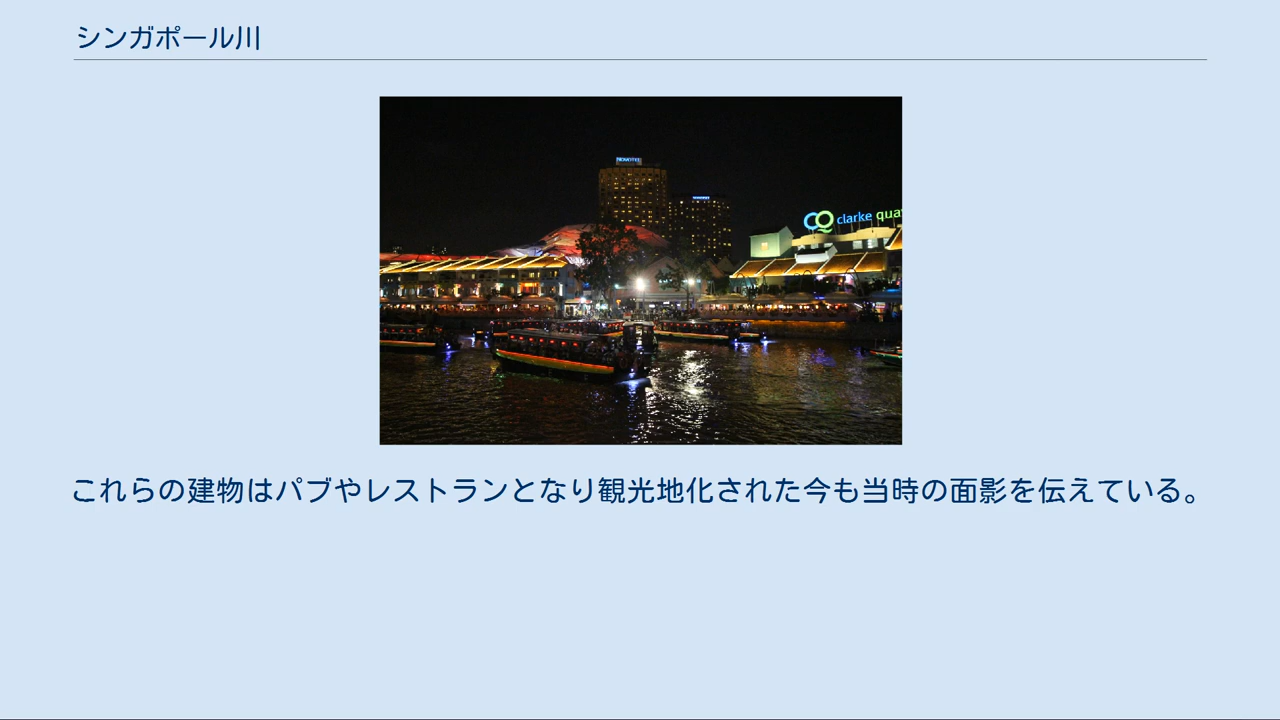 シンガポール川
NOVOTEL
CQ clarke quay
これらの建物はパブやレストランとなり観光地化された今も当時の面影を伝えている。